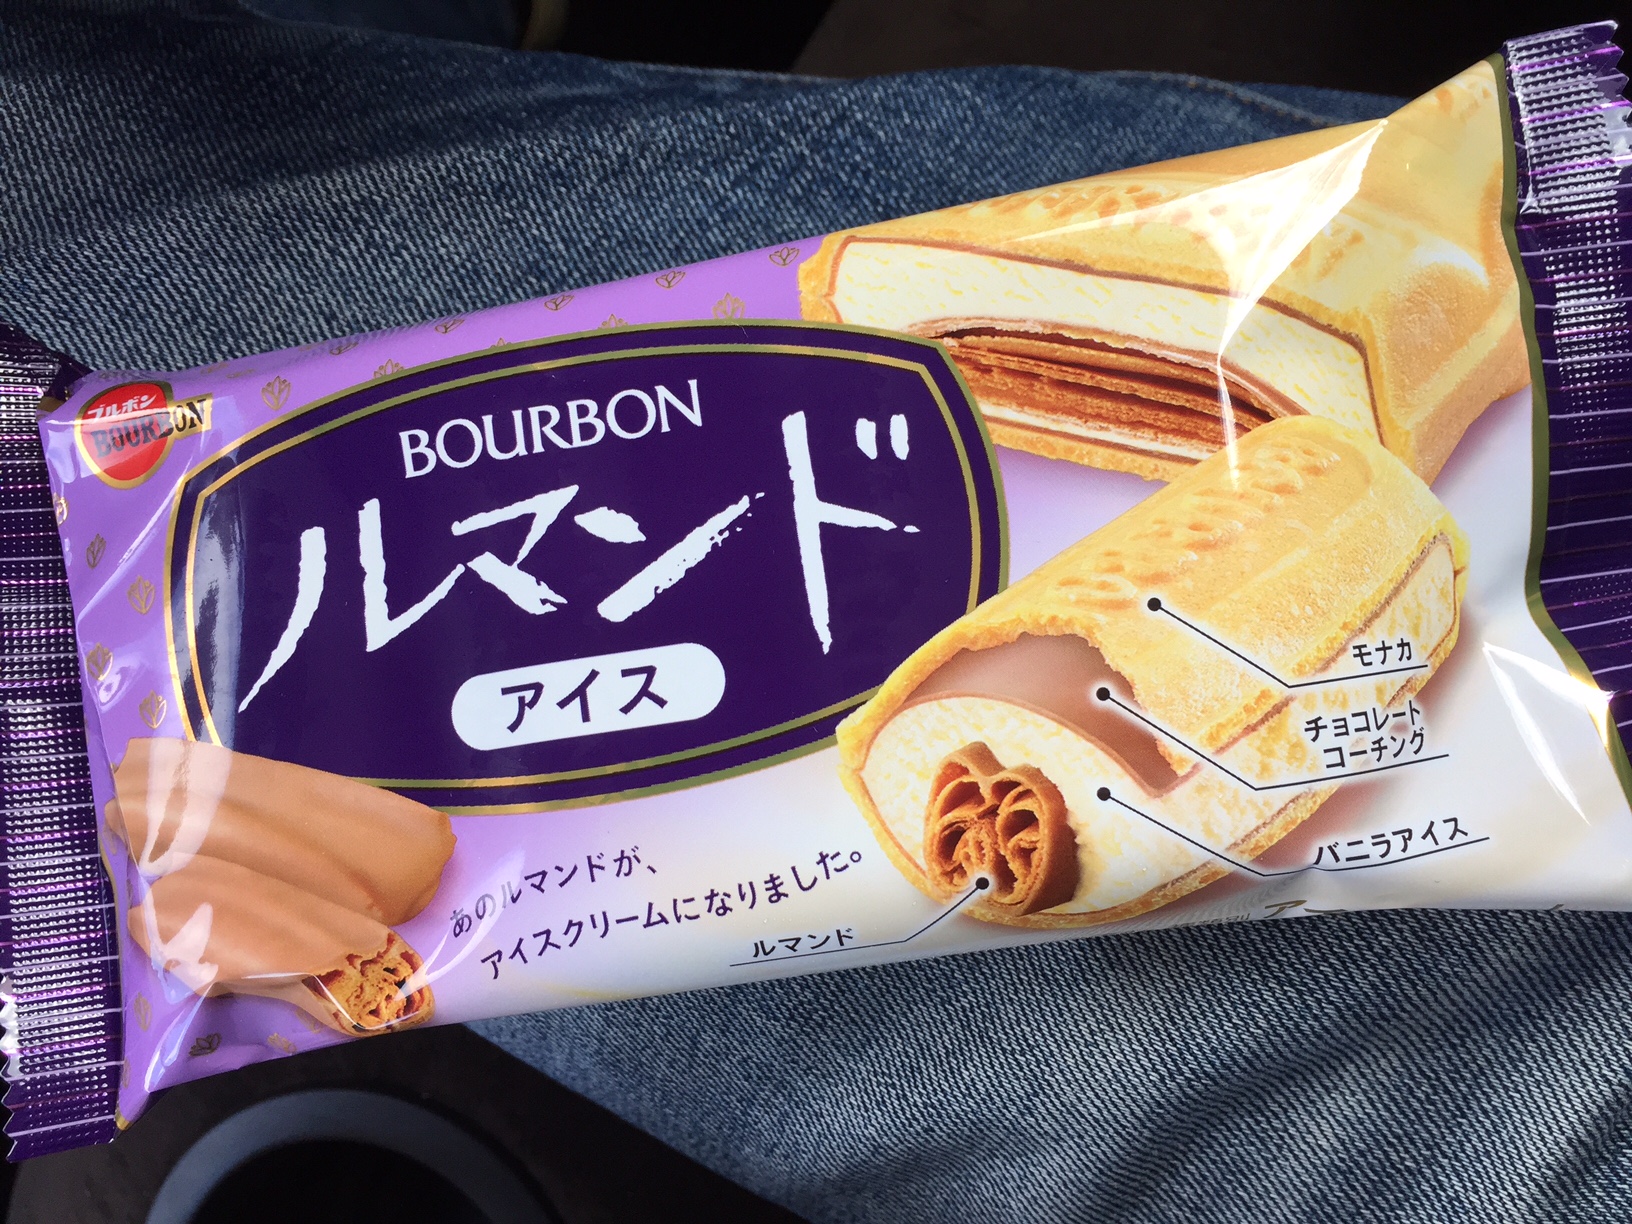 ブルボン
BOURBON
BOURBON
ルマンド
アイス
あのルマンドが、
アイスクリームになりました。
モナカ
チョコレート
コーチング
バニラアイス
ルマンド